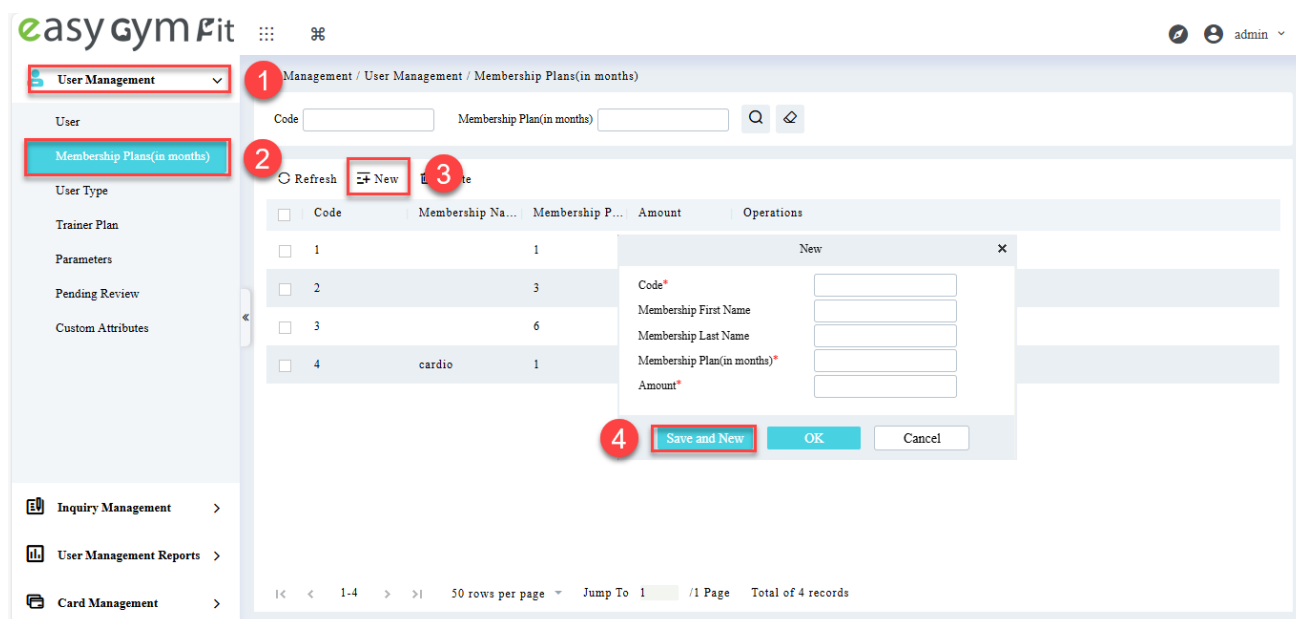 easy gym Fit
admin
User Management
1
Management / User Management / Membership Plans(in months)
User
Membership Plans(in months)
User Type
Trainer Plan
Parameters
Pending Review
Custom Attributes
Code
Membership Plan(in months)
2
Refresh
New
3
Code
Membership Na...
Membership P...
Amount
Operations
1 1
2 3
3 6
4 cardio 1
New
Code*
Membership First Name
Membership Last Name
Membership Plan(in months)*
Amount*
4
Save and New
OK
Cancel
Inquiry Management
User Management Reports
Card Management
1-4
50 rows per page
Jump To 1 /1 Page
Total of 4 records